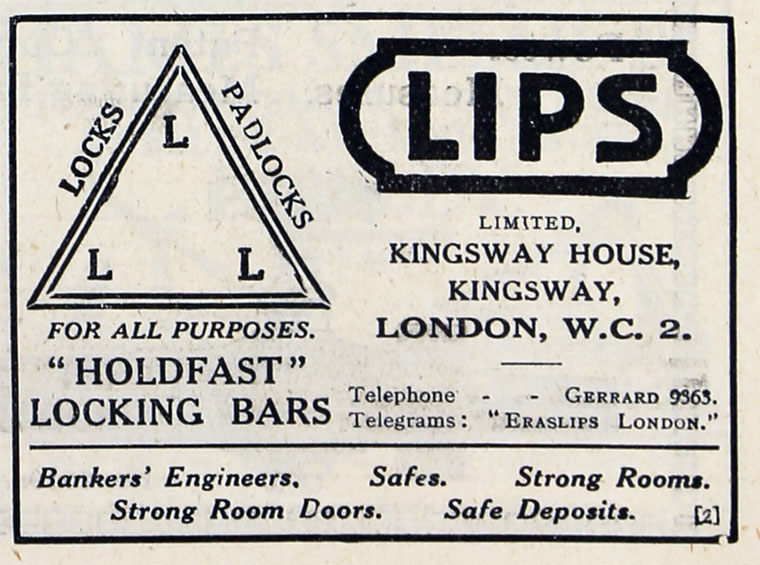 LOCKS
PADLOCKS
L
L L
FOR ALL PURPOSES.
"HOLDFAST"
LOCKING BARS
LIPS
LIMITED,
KINGSWAY HOUSE,
KINGSWAY,
LONDON, W.C. 2.
Telephone - - GERRARD 9363.
Telegrams: "ERASLIPS LONDON."
Bankers' Engineers. Safes. Strong Rooms.
Strong Room Doors. Safe Deposits. [2]